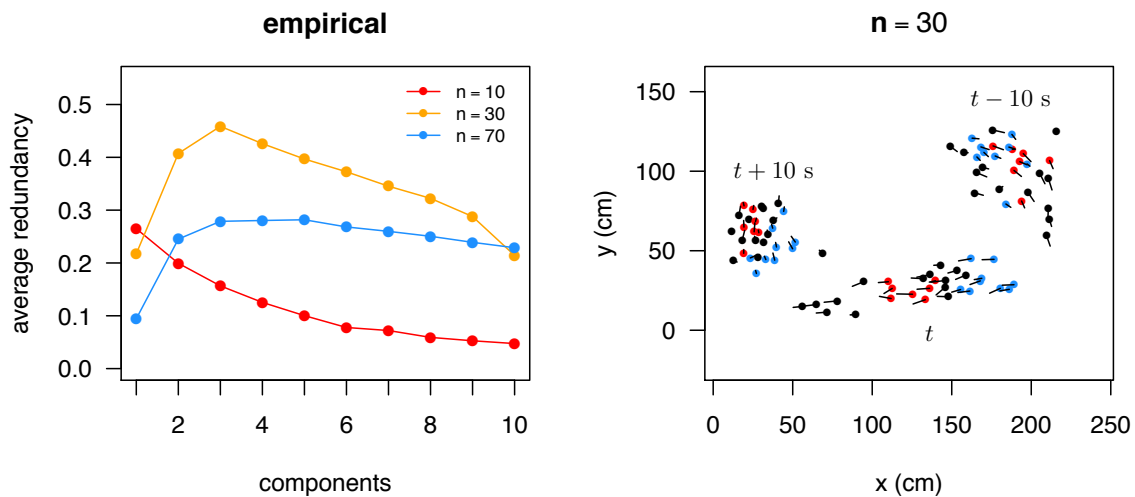 empirical
average redundancy
0.5
0.4
0.3
0.2
0.1
0.0
n = 10
n = 30
n = 70
2 4 6 8 10
components
n = 30
y (cm)
150
100
50
0
t − 10 s
t + 10 s
t
0 50 100 150 200 250
x (cm)